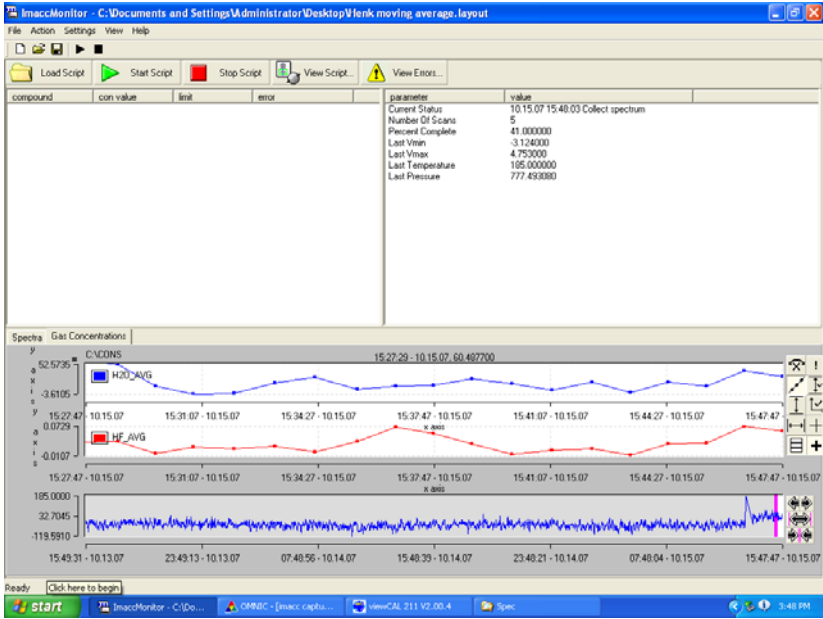 ImaccMonitor - C:\Documents and Settings\Administrator\Desktop\Henk moving average.layout
File Action Settings View Help
Load Script Start Script Stop Script View Script... View Errors...
compound con value limit error parameter value
Current Status 10.15.07 15:48:03 Collect spectrum
Number Of Scans 5
Percent Complete 41.000000
Last Vmin -3.124000
Last Vmax 4.753000
Last Temperature 185.000000
Last Pressure 777.493080
Spectra Gas Concentrations
C:\CONS 15:27:29 - 10.15.07, 60.487700
y axis
52.5735
H2O_AVG
-3.6105
15:27:47 - 10.15.07 15:31:07 - 10.15.07 15:34:27 - 10.15.07 15:37:47 - 10.15.07 15:41:07 - 10.15.07 15:44:27 - 10.15.07 15:47:47 -
x axis
y axis
0.0729
HF_AVG
-0.0107
15:27:47 - 10.15.07 15:31:07 - 10.15.07 15:34:27 - 10.15.07 15:37:47 - 10.15.07 15:41:07 - 10.15.07 15:44:27 - 10.15.07 15:47:47 - 10.15.07
x axis
185.0000
32.7045
-119.5910
15:49:31 - 10.13.07 23:49:13 - 10.13.07 07:48:56 - 10.14.07 15:48:39 - 10.14.07 23:48:21 - 10.14.07 07:48:04 - 10.15.07 15:47:47 - 10.15.07
Ready Click here to begin
start ImaccMonitor - C:\Do... OMNIC - [imacc captu... viewCAL 211 V2.00.4 Spec 3:48 PM